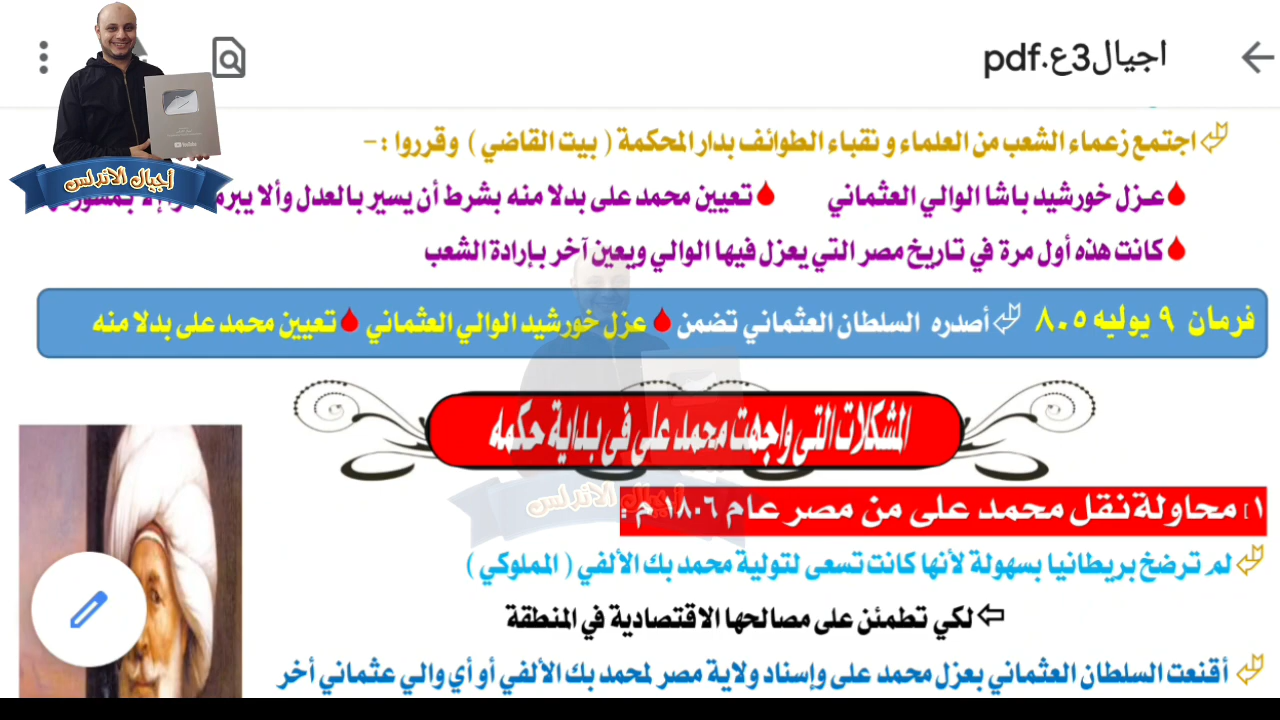 اجيال3ع.pdf
أجيال الاندلس
اجتمع زعماء الشعب من العلماء و نقباء الطوائف بدار المحكمة ( بيت القاضي ) وقرروا :-
عـزل خورشيد باشا الوالي العثماني تعيين محمد على بدلا منه بشرط أن يسير بالعدل وألا يبرم
كانت هذه أول مرة في تاريخ مصر التي يعزل فيها الوالي ويعين آخر بإرادة الشعب
فرمان ٩ يوليه ٨٠٥ أصدره السلطان العثماني تضمن عزل خورشيد الوالي العثماني تعيين محمد على بدلا منه
المشكلات التى واجهت محمد على فى بداية حكمه
أجيال الاندلس
١] محاولة نقل محمد على من مصر عام ١٨٠٦ م :
لم ترضخ بريطانيا بسهولة لأنها كانت تسعى لتولية محمد بك الألفي ( المملوكي )
لكي تطمئن على مصالحها الاقتصادية في المنطقة
أقنعت السلطان العثماني بعزل محمد على وإسناد ولاية مصر لمحمد بك الألفي أو أي والي عثماني أخر